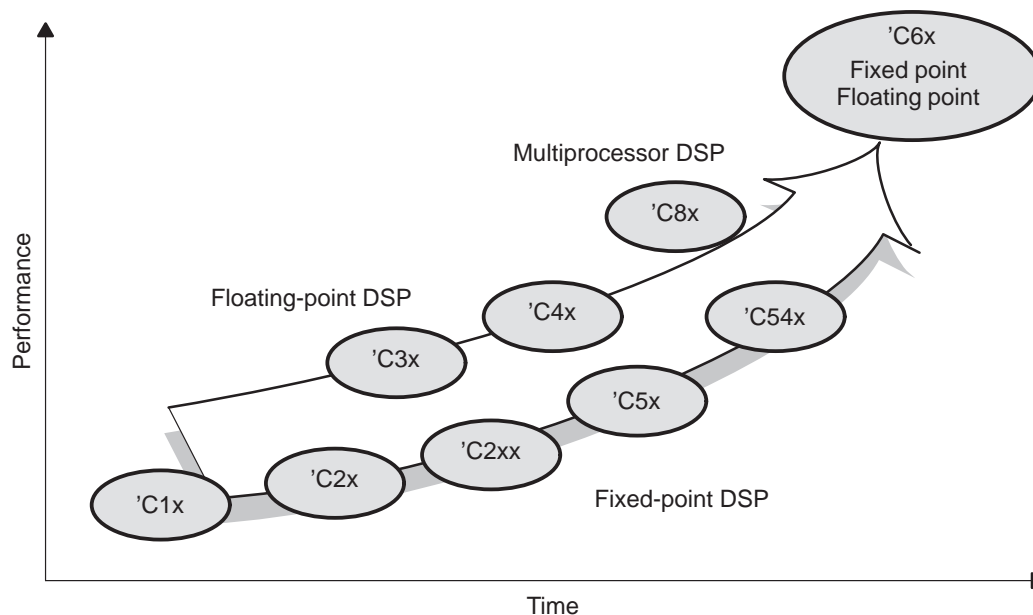 ’C6x
Fixed point
Floating point
Multiprocessor DSP
’C8x
Floating-point DSP
’C4x
’C54x
’C3x
’C5x
’C2xx
’C2x
’C1x
Fixed-point DSP
Performance
Time